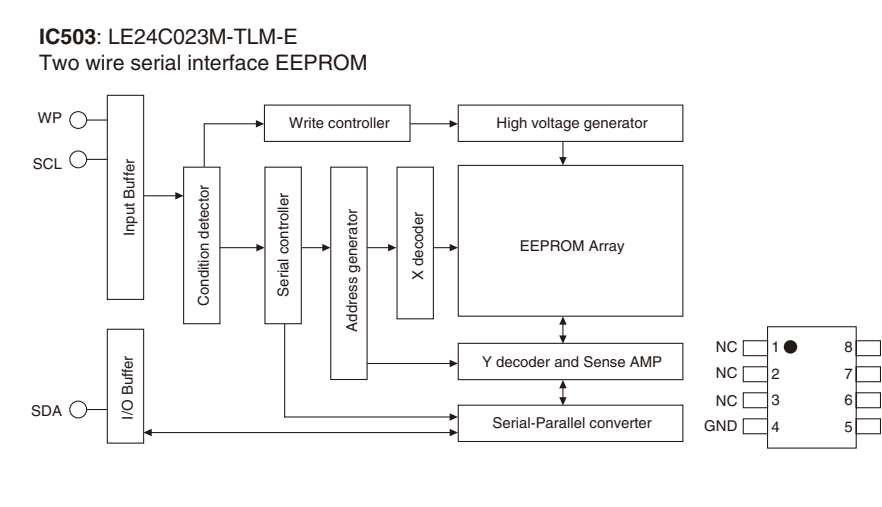 IC503: LE24C023M-TLM-E
Two wire serial interface EEPROM
WP
SCL
Input Buffer
Condition detector
Write controller
High voltage generator
Serial controller
Address generator
X decoder
EEPROM Array
Y decoder and Sense AMP
Serial-Parallel converter
SDA
I/O Buffer
NC 1 8
NC 2 7
NC 3 6
GND 4 5